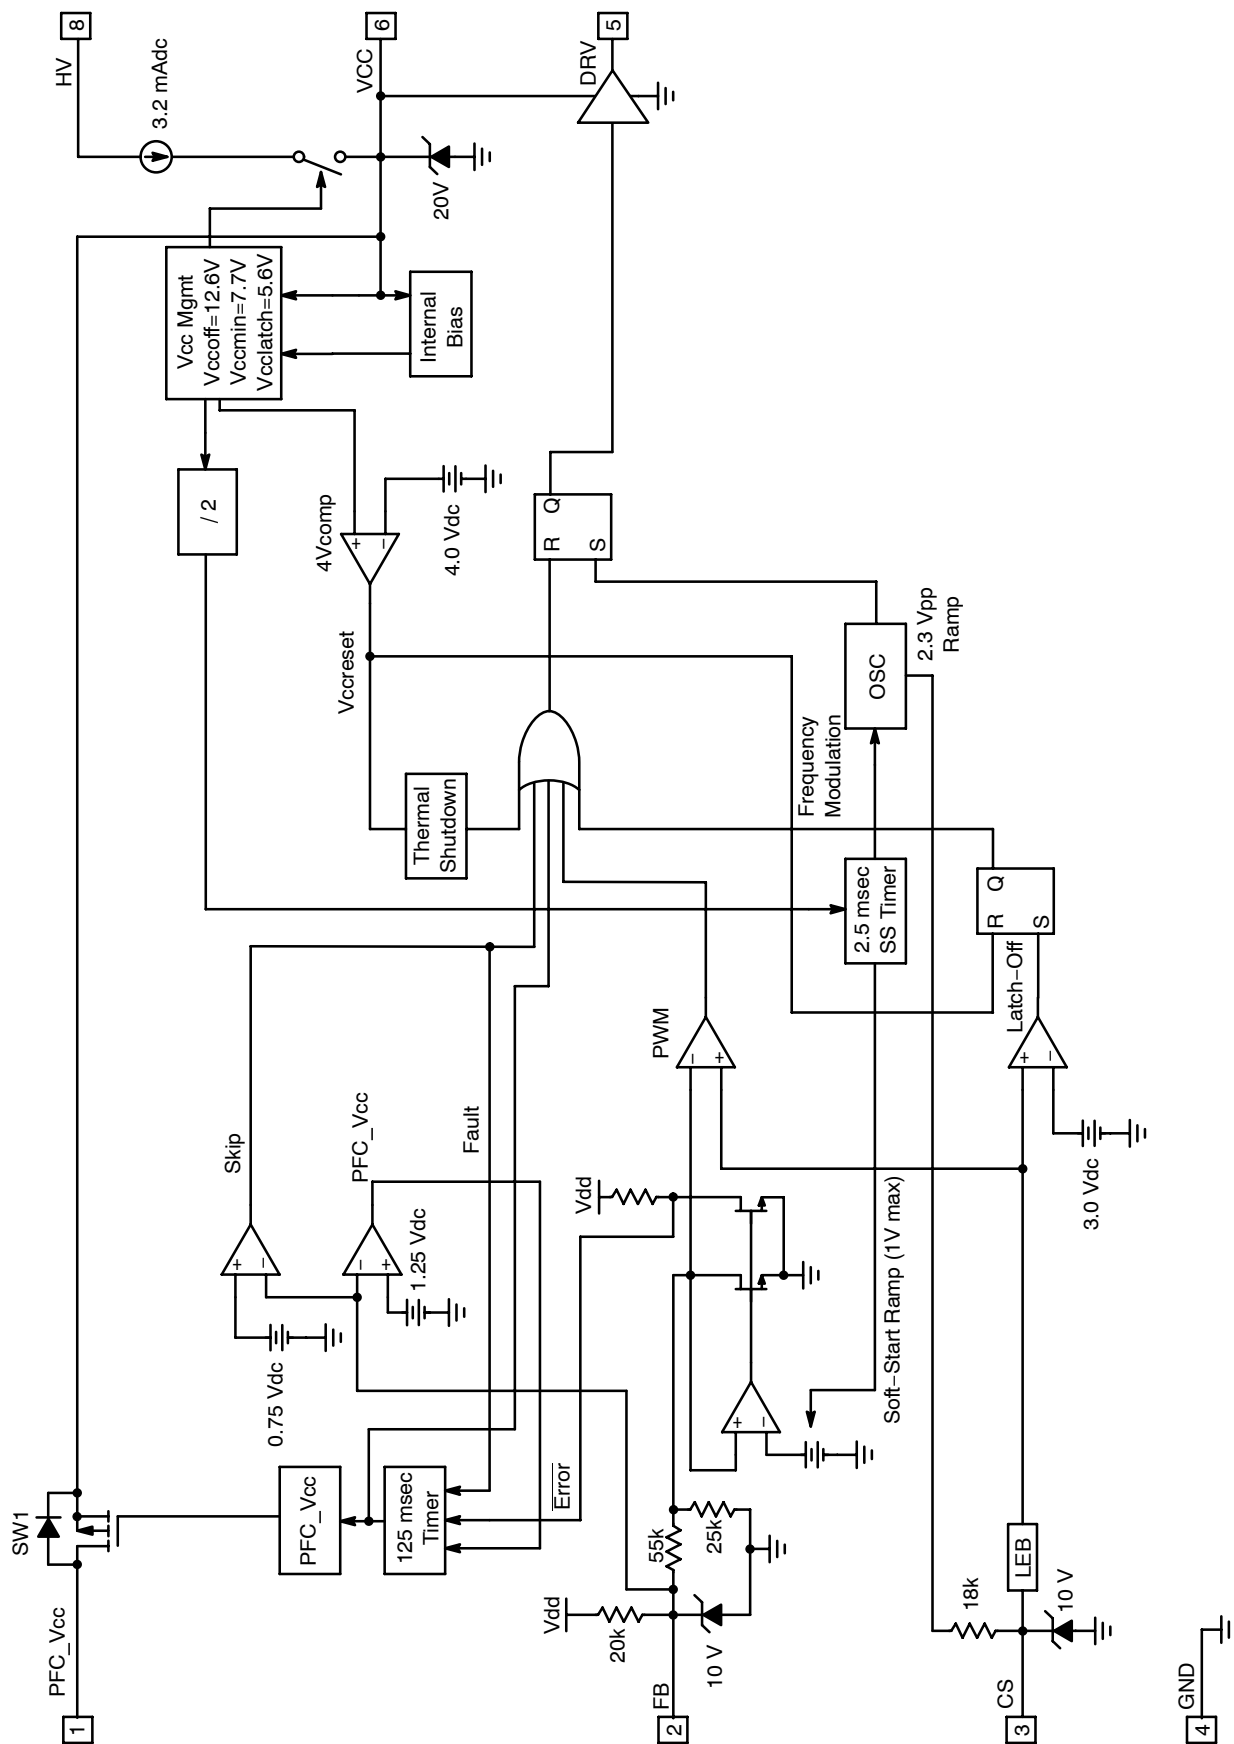 8
HV
3.2 mAdc
6
VCC
5
DRV
20V
Vcc Mgmt
Vccoff=12.6V
Vccmin=7.7V
Vcclatch=5.6V
Internal
Bias
/ 2
4Vcomp
+
−
4.0 Vdc
R
Q
S
Vccreset
Thermal
Shutdown
Frequency
Modulation
OSC
2.3 Vpp
Ramp
2.5 msec
SS Timer
R
Q
S
Latch−Off
+
−
3.0 Vdc
PWM
−
+
Skip
+
−
0.75 Vdc
PFC_Vcc
−
+
1.25 Vdc
Fault
Vdd
+
−
Soft−Start Ramp (1V max)
SW1
PFC_Vcc
125 msec
Timer
Error
PFC_Vcc
1
Vdd
20k
55k
25k
10 V
FB
2
LEB
18k
10 V
CS
3
GND
4